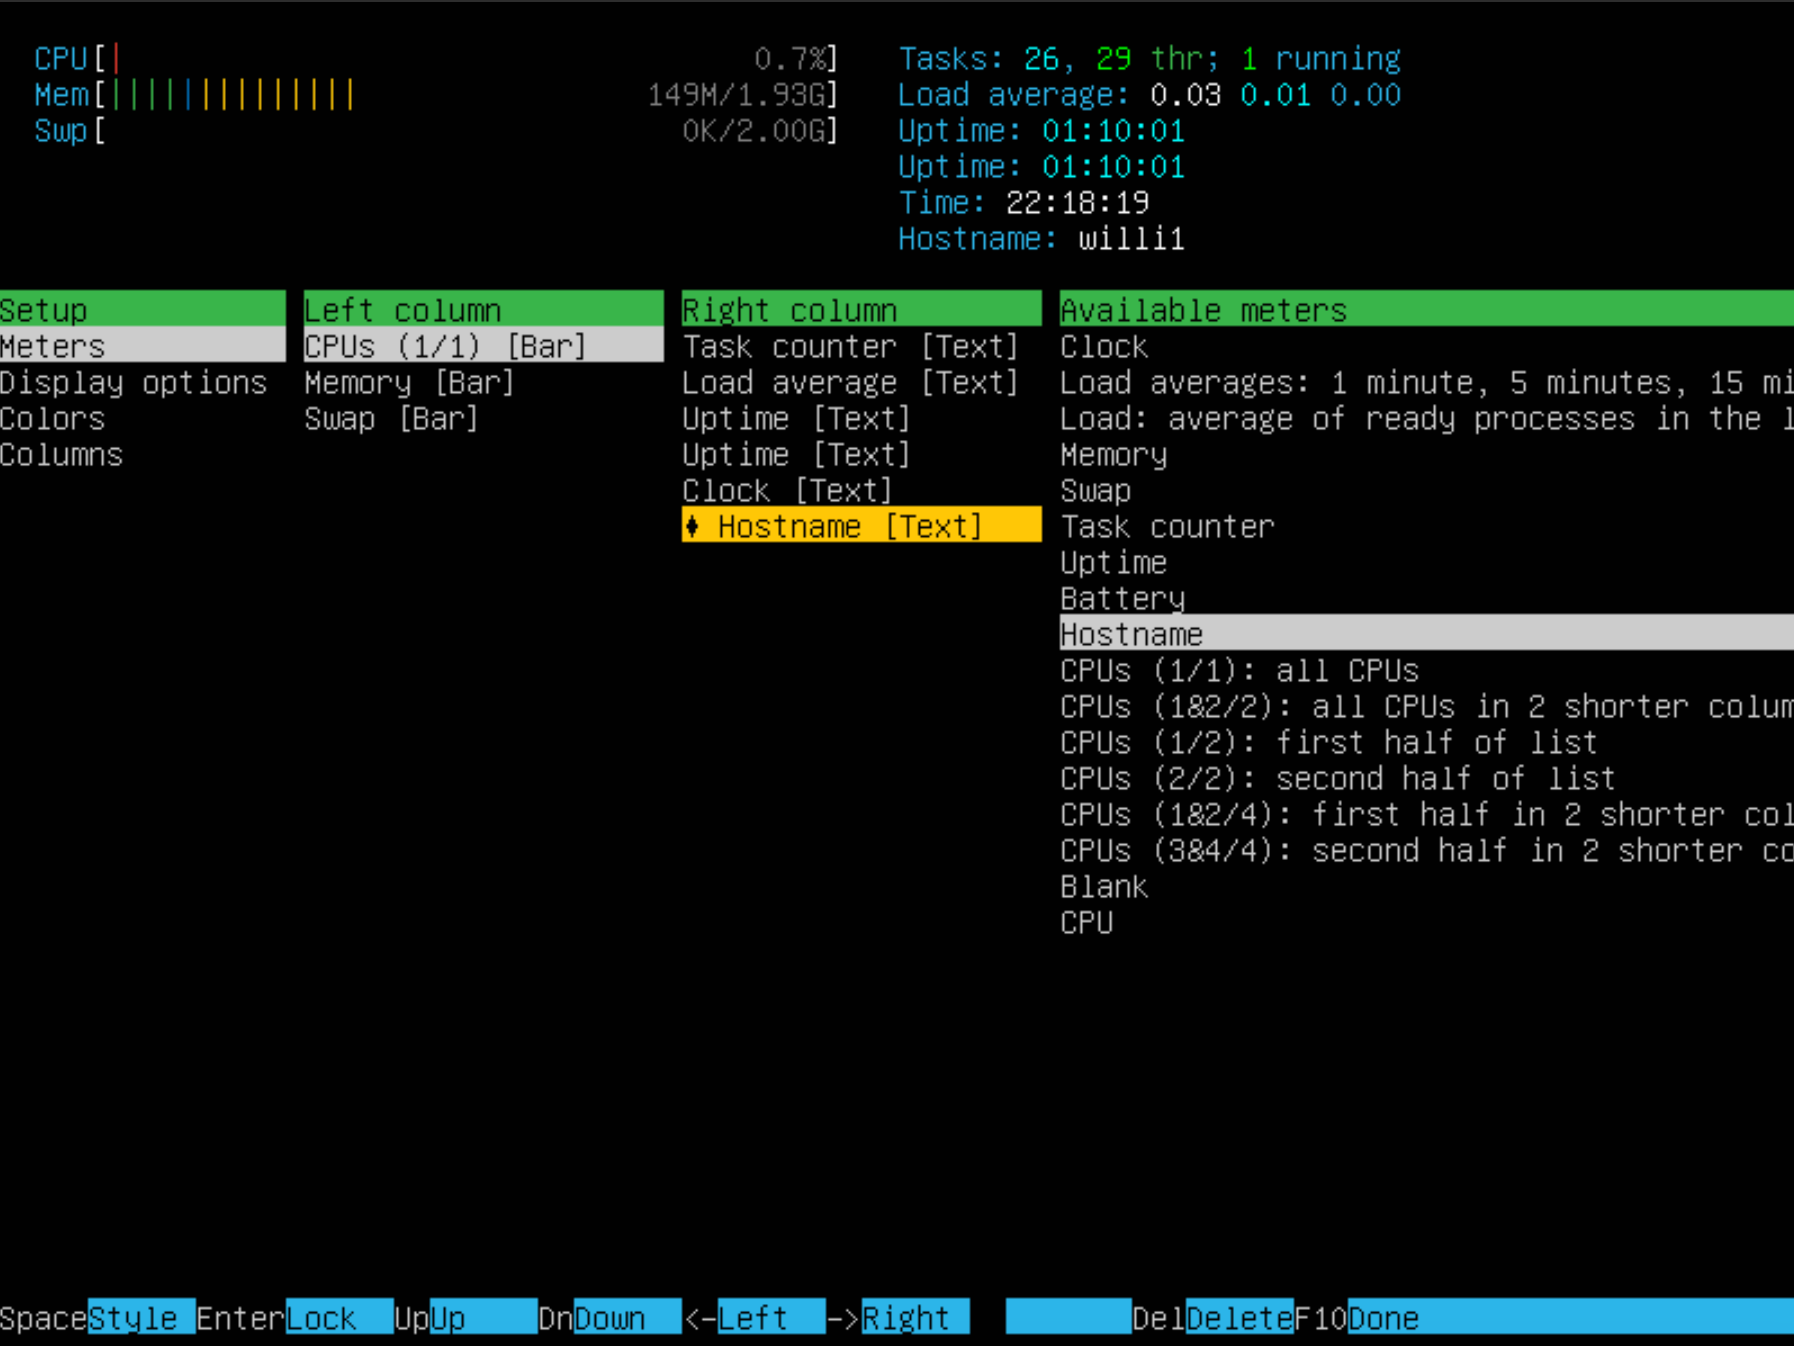 CPU[| 0.7%]
Mem[|||||||||||||| 149M/1.93G]
Swp[ 0K/2.00G]
Tasks: 26, 29 thr; 1 running
Load average: 0.03 0.01 0.00
Uptime: 01:10:01
Uptime: 01:10:01
Time: 22:18:19
Hostname: willi1
Setup
Meters
Display options
Colors
Columns
Left column
CPUs (1/1) [Bar]
Memory [Bar]
Swap [Bar]
Right column
Task counter [Text]
Load average [Text]
Uptime [Text]
Uptime [Text]
Clock [Text]
♦ Hostname [Text]
Available meters
Clock
Load averages: 1 minute, 5 minutes, 15 mi
Load: average of ready processes in the l
Memory
Swap
Task counter
Uptime
Battery
Hostname
CPUs (1/1): all CPUs
CPUs (1&2/2): all CPUs in 2 shorter colum
CPUs (1/2): first half of list
CPUs (2/2): second half of list
CPUs (1&2/4): first half in 2 shorter col
CPUs (3&4/4): second half in 2 shorter co
Blank
CPU
SpaceStyle EnterLock UpUp DnDown <-Left ->Right DelDeleteF10Done